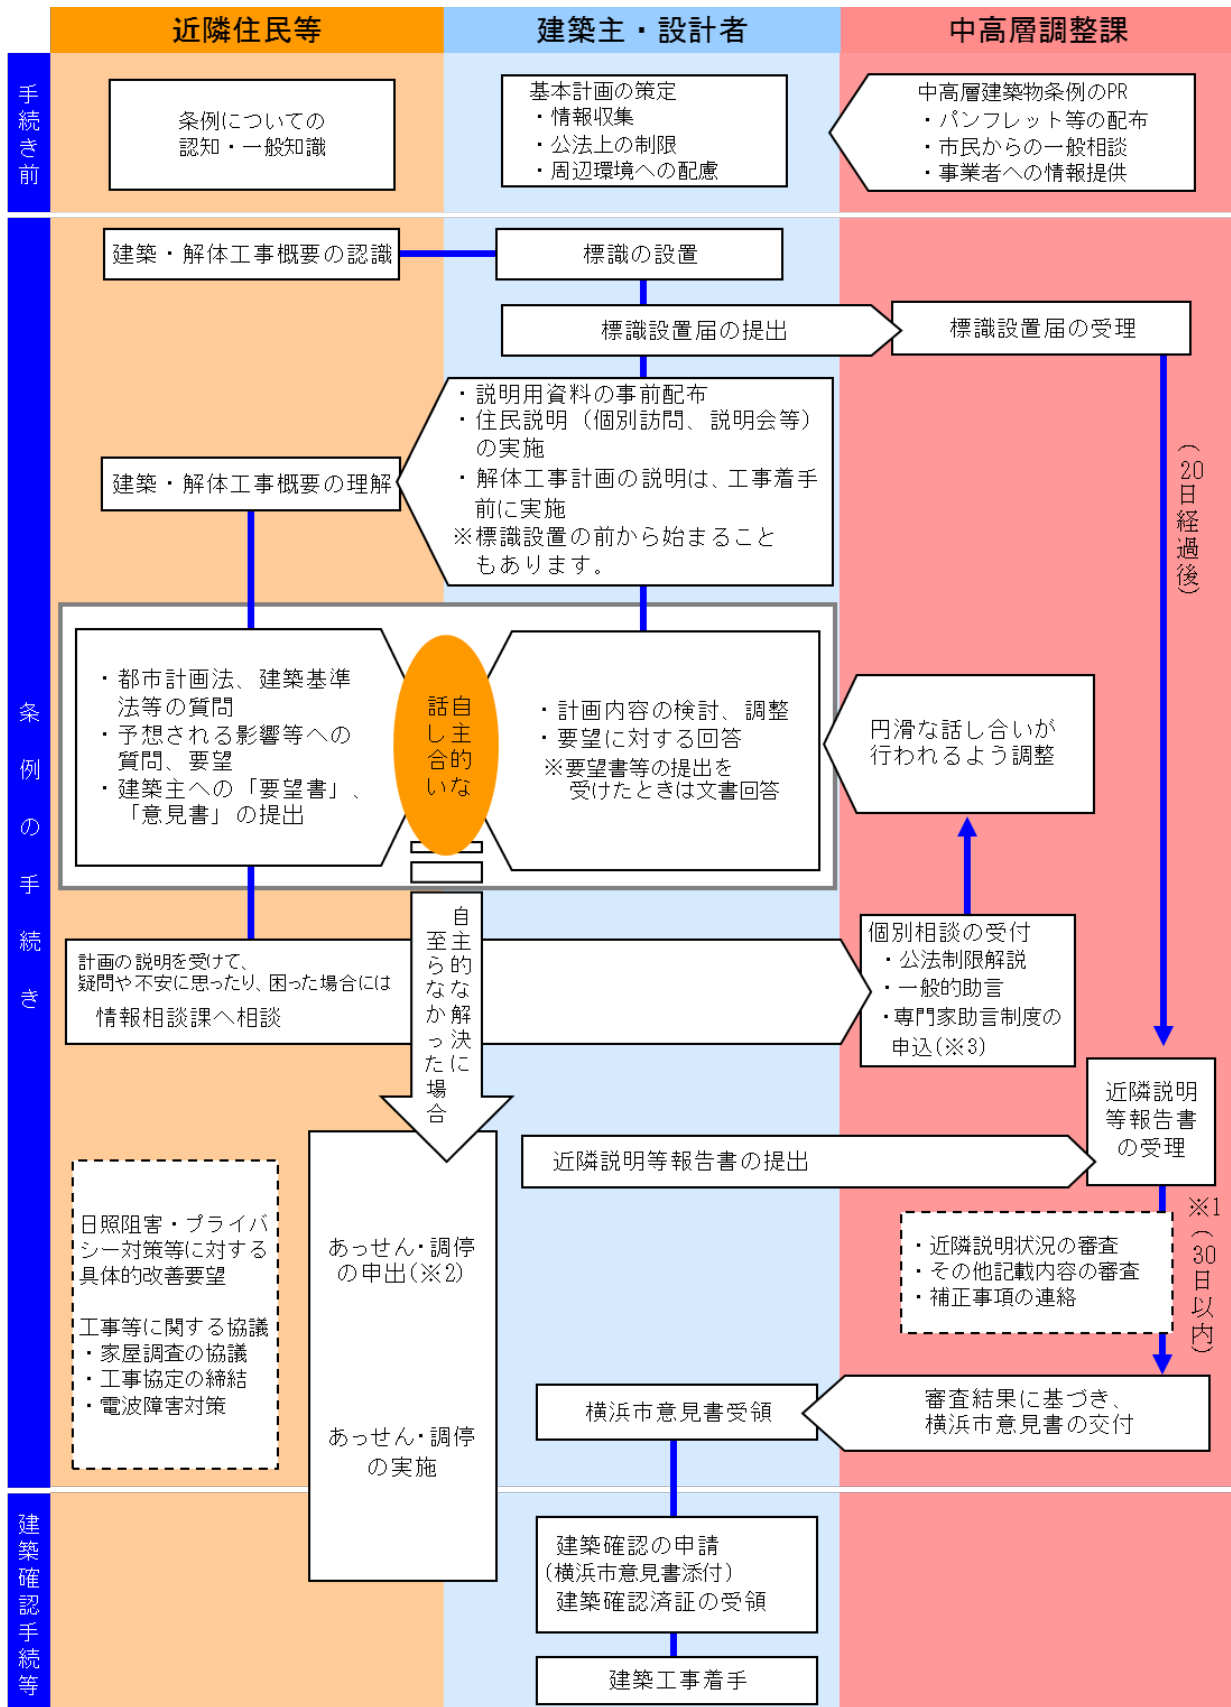 近隣住民等
建築主・設計者
中高層調整課
手続き前
条例についての
認知・一般知識
基本計画の策定
・情報収集
・公法上の制限
・周辺環境への配慮
中高層建築物条例のPR
・パンフレット等の配布
・市民からの一般相談
・事業者への情報提供
条例の手続き
建築・解体工事概要の認識
標識の設置
標識設置届の提出
標識設置届の受理
・説明用資料の事前配布
・住民説明（個別訪問、説明会等）
の実施
・解体工事計画の説明は、工事着手
前に実施
※標識設置の前から始まること
もあります。
建築・解体工事概要の理解
（20日経過後）
・都市計画法、建築基準
法等の質問
・予想される影響等への
質問、要望
・建築主への「要望書」、
「意見書」の提出
自主的な
話し合い
・計画内容の検討、調整
・要望に対する回答
※要望書等の提出を
受けたときは文書回答
円滑な話し合いが
行われるよう調整
計画の説明を受けて、
疑問や不安に思ったり、困った場合には
情報相談課へ相談
自主的な解決に
至らなかった場合
個別相談の受付
・公法制限解説
・一般的助言
・専門家助言制度の
申込(※3)
近隣説明
等報告書
の受理
近隣説明等報告書の提出
日照阻害・プライバ
シー対策等に対する
具体的改善要望
工事等に関する協議
・家屋調査の協議
・工事協定の締結
・電波障害対策
あっせん・調停
の申出(※2)
あっせん・調停
の実施
※1
（30日以内）
・近隣説明状況の審査
・その他記載内容の審査
・補正事項の連絡
横浜市意見書受領
審査結果に基づき、
横浜市意見書の交付
建築確認手続等
建築確認の申請
(横浜市意見書添付)
建築確認済証の受領
建築工事着手